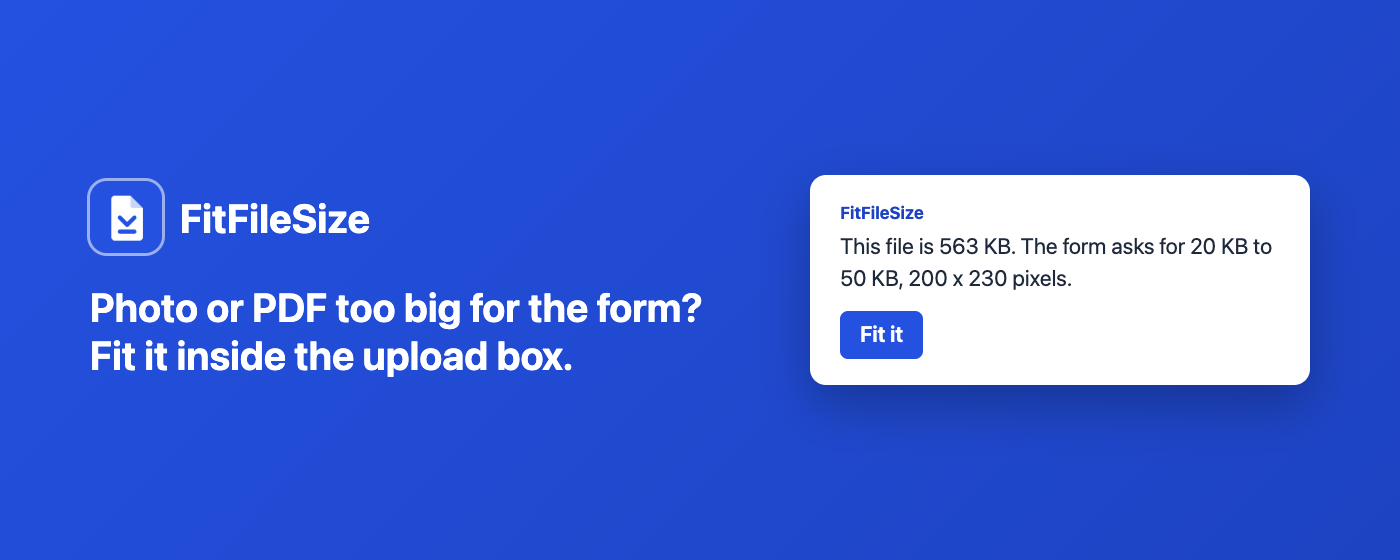 FitFileSize
Photo or PDF too big for the form?
Fit it inside the upload box.
FitFileSize
This file is 563 KB. The form asks for 20 KB to
50 KB, 200 x 230 pixels.
Fit it